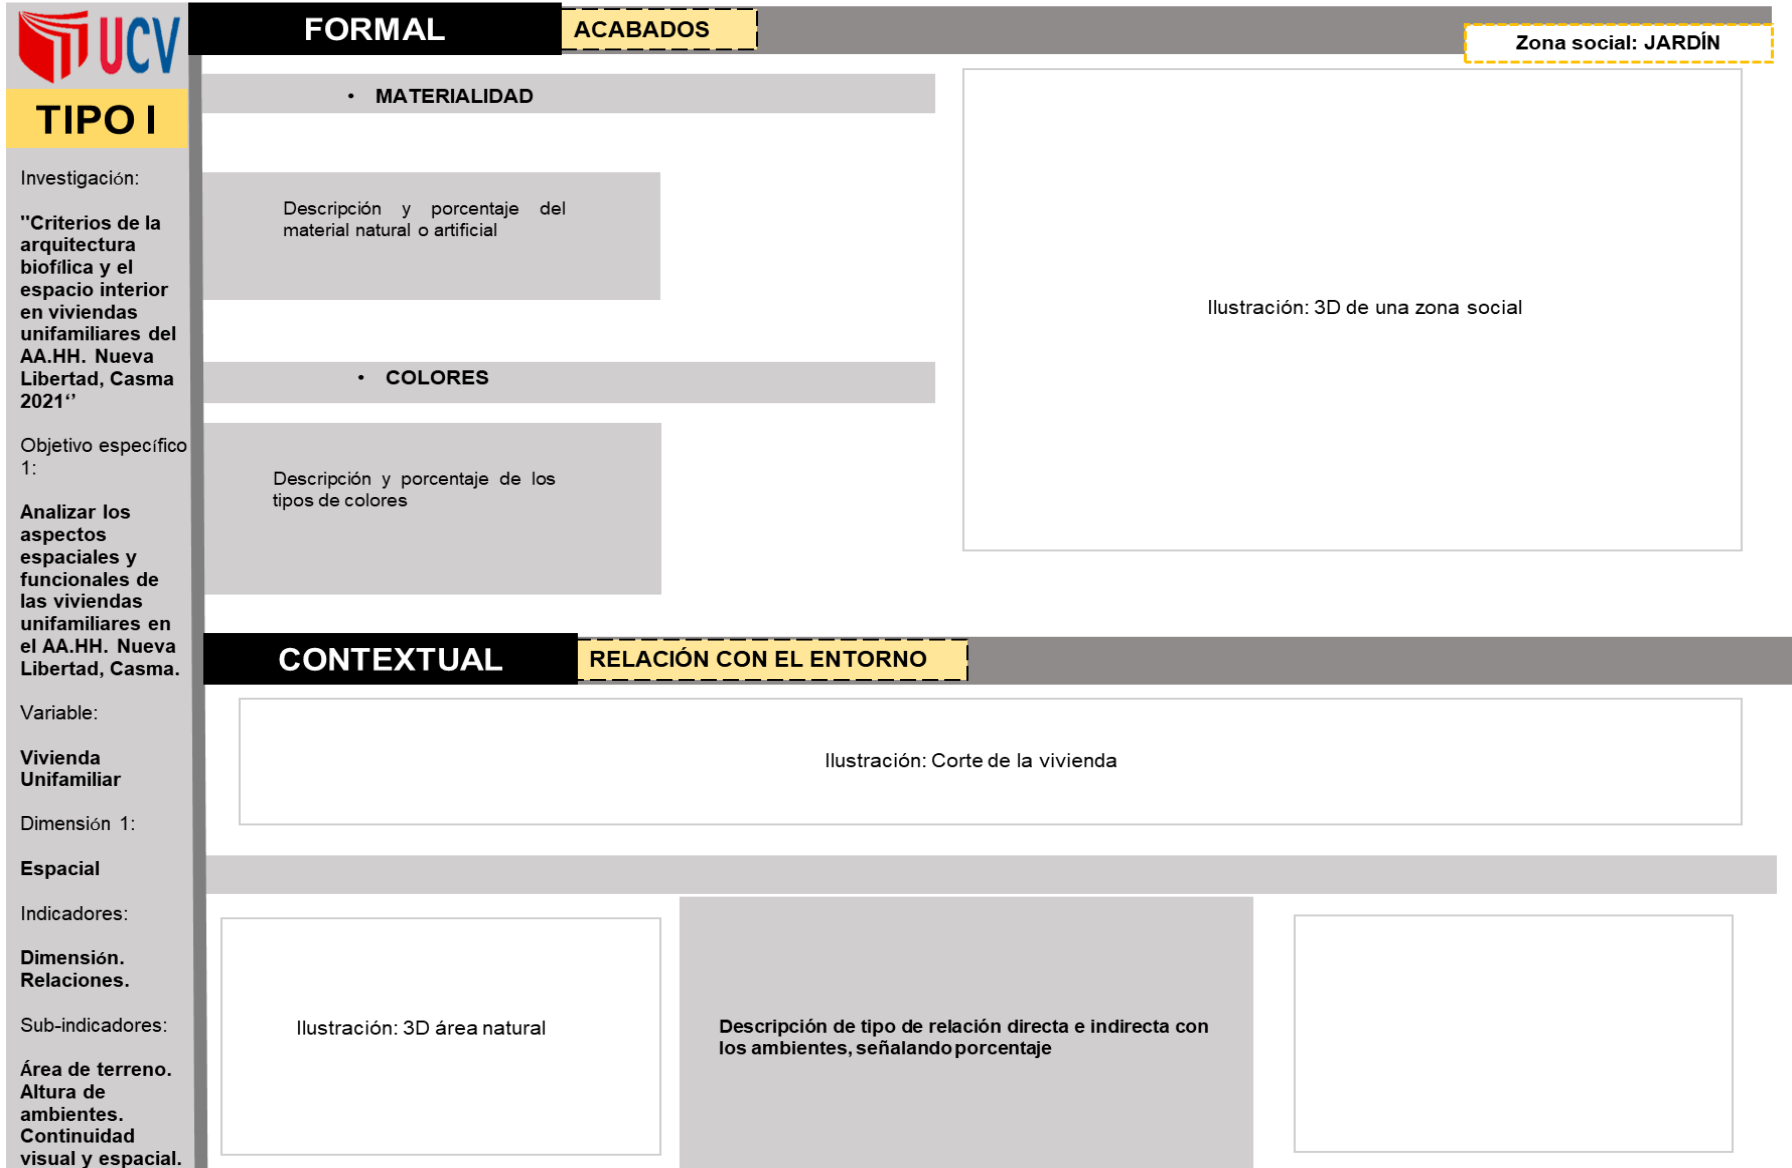 UCV
TIPO I
Investigación:
"Criterios de la
arquitectura
biofílica y el
espacio interior
en viviendas
unifamiliares del
AA.HH. Nueva
Libertad, Casma
2021‘’
Objetivo específico
1:
Analizar los
aspectos
espaciales y
funcionales de
las viviendas
unifamiliares en
el AA.HH. Nueva
Libertad, Casma.
Variable:
Vivienda
Unifamiliar
Dimensión 1:
Espacial
Indicadores:
Dimensión.
Relaciones.
Sub-indicadores:
Área de terreno.
Altura de
ambientes.
Continuidad
visual y espacial.
FORMAL
ACABADOS
Zona social: JARDÍN
• MATERIALIDAD
Descripción y porcentaje del
material natural o artificial
• COLORES
Descripción y porcentaje de los
tipos de colores
Ilustración: 3D de una zona social
CONTEXTUAL
RELACIÓN CON EL ENTORNO
Ilustración: Corte de la vivienda
Ilustración: 3D área natural
Descripción de tipo de relación directa e indirecta con
los ambientes, señalando porcentaje